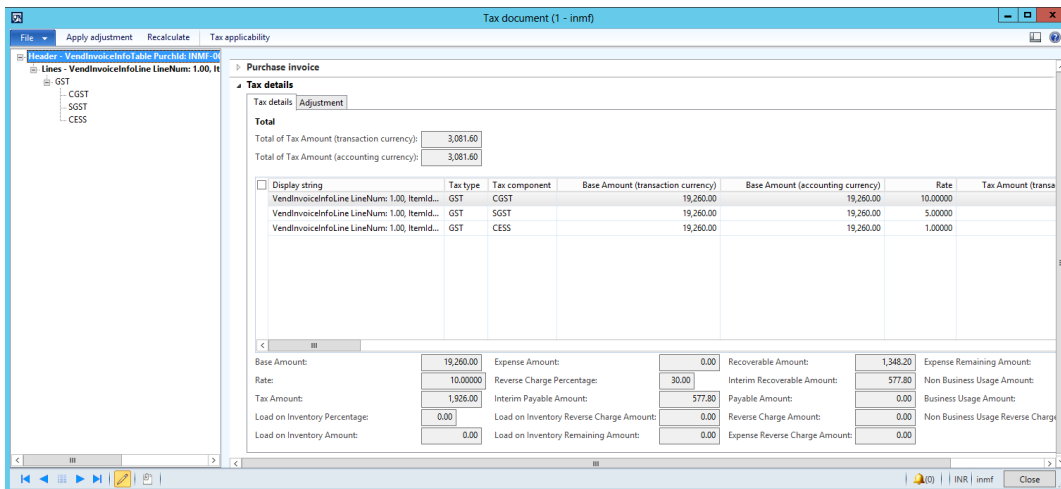 Tax document (1 - inmf)
File Apply adjustment Recalculate Tax applicability
Header - VendInvoiceInfoTable PurchId: INMF-00
Lines - VendInvoiceInfoLine LineNum: 1.00, It
GST
CGST
SGST
CESS
Purchase invoice
Tax details
Tax details Adjustment
Total
Total of Tax Amount (transaction currency): 3,081.60
Total of Tax Amount (accounting currency): 3,081.60
Display string Tax type Tax component Base Amount (transaction currency) Base Amount (accounting currency) Rate Tax Amount (transa
VendInvoiceInfoLine LineNum: 1.00, ItemId... GST CGST 19,260.00 19,260.00 10.00000
VendInvoiceInfoLine LineNum: 1.00, ItemId... GST SGST 19,260.00 19,260.00 5.00000
VendInvoiceInfoLine LineNum: 1.00, ItemId... GST CESS 19,260.00 19,260.00 1.00000
Base Amount: 19,260.00 Expense Amount: 0.00 Recoverable Amount: 1,348.20 Expense Remaining Amount:
Rate: 10.00000 Reverse Charge Percentage: 30.00 Interim Recoverable Amount: 577.80 Non Business Usage Amount:
Tax Amount: 1,926.00 Interim Payable Amount: 577.80 Payable Amount: 0.00 Business Usage Amount:
Load on Inventory Percentage: 0.00 Load on Inventory Reverse Charge Amount: 0.00 Reverse Charge Amount: 0.00 Non Business Usage Reverse Charge
Load on Inventory Amount: 0.00 Load on Inventory Remaining Amount: 0.00 Expense Reverse Charge Amount: 0.00
(0) INR inmf Close